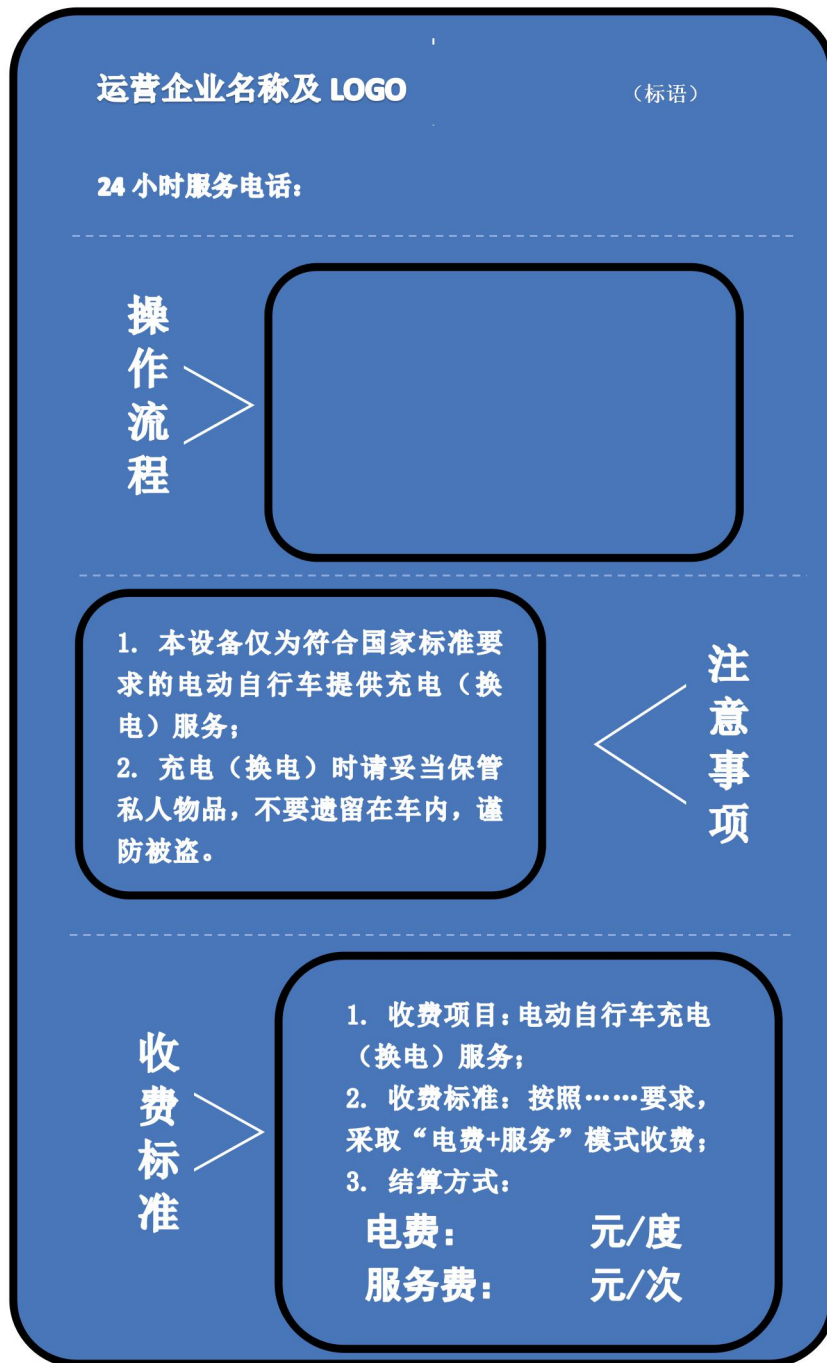 运营企业名称及 LOGO
（标语）
24 小时服务电话：
操作流程
1. 本设备仅为符合国家标准要
求的电动自行车提供充电（换
电）服务；
2. 充电（换电）时请妥当保管
私人物品，不要遗留在车内，谨
防被盗。
注意事项
收费标准
1. 收费项目：电动自行车充电
（换电）服务；
2. 收费标准：按照……要求，
采取“电费+服务”模式收费；
3. 结算方式：
电费： 元/度
服务费： 元/次